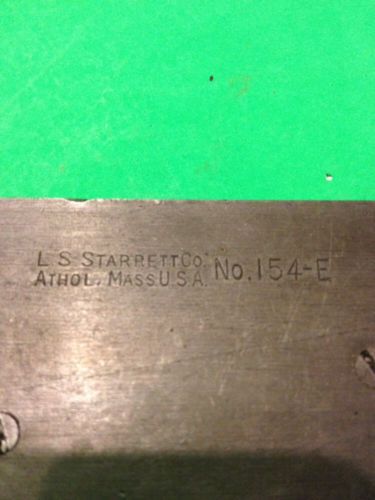 L. S. STARRETT CO.
ATHOL, MASS U.S.A. No. 154-E